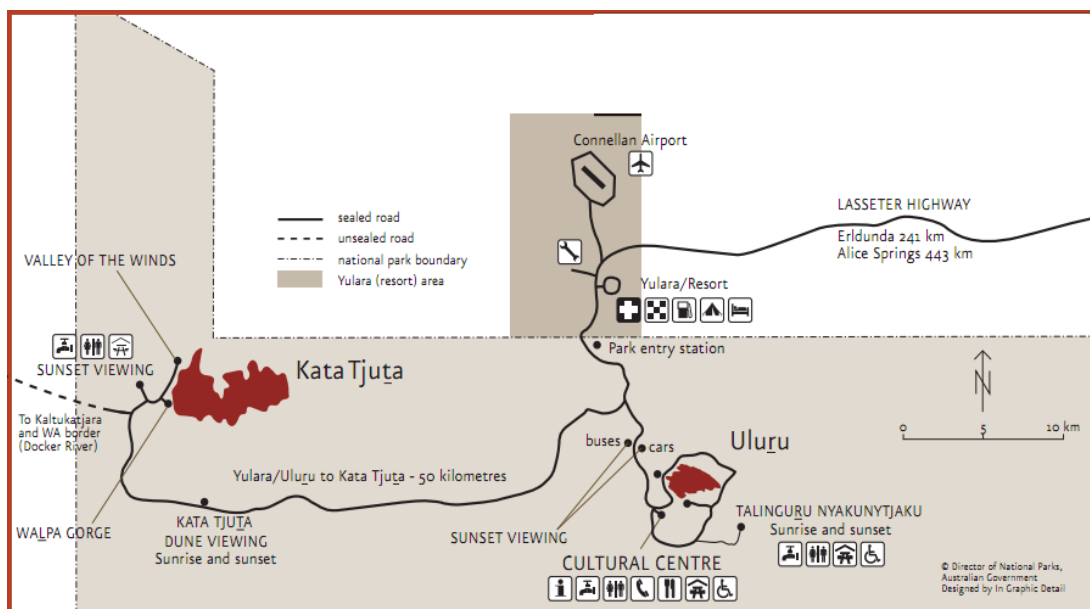 Connellan Airport
LASSETER HIGHWAY
Erldunda 241 km
Alice Springs 443 km
sealed road
unsealed road
national park boundary
Yulara (resort) area
VALLEY OF THE WINDS
Yulara/Resort
Park entry station
SUNSET VIEWING
Kata Tjuṯa
N
To Kaltukatjara
and WA border
(Docker River)
0 5 10 km
buses
cars
Uluṟu
Yulara/Uluṟu to Kata Tjuṯa - 50 kilometres
WAḺPA GORGE
KATA TJUṮA
DUNE VIEWING
Sunrise and sunset
SUNSET VIEWING
TALINGUṞU NYAKUNYTJAKU
Sunrise and sunset
CULTURAL CENTRE
i
© Director of National Parks,
Australian Government
Designed by In Graphic Detail